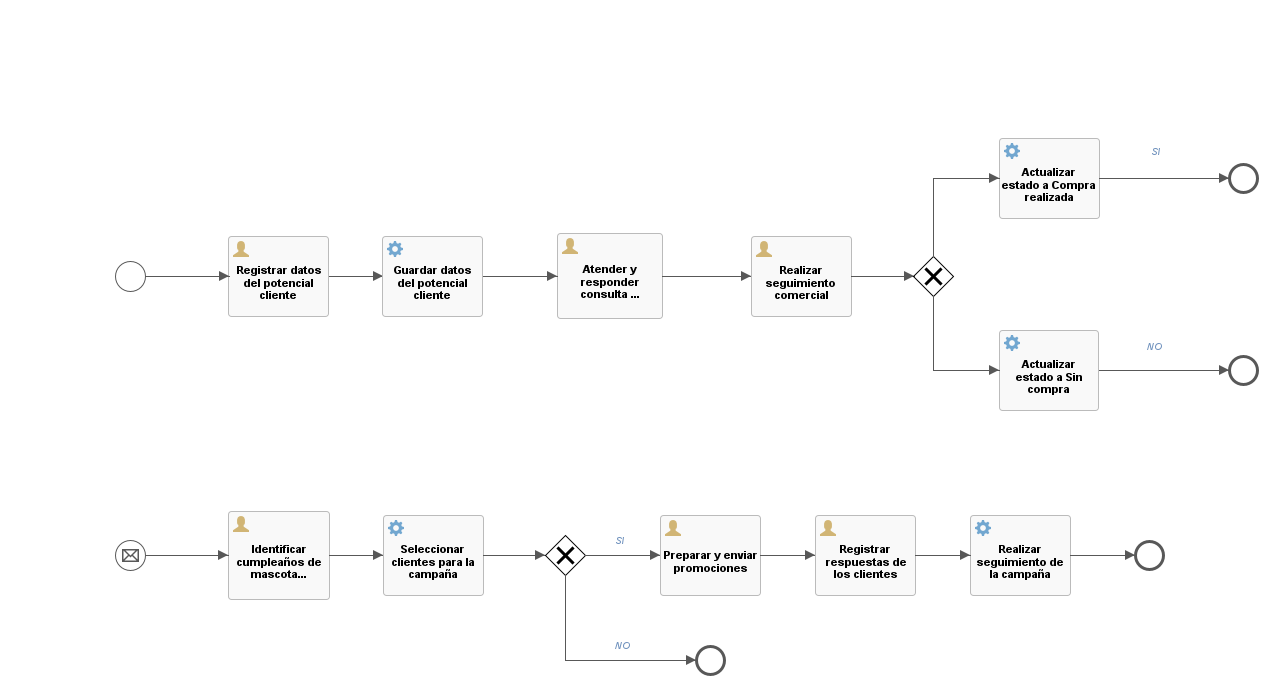 Actualizar
estado a Compra
realizada
SI
Registrar datos
del potencial
cliente
Guardar datos
del potencial
cliente
Atender y
responder
consulta ...
Realizar
seguimiento
comercial
Actualizar
estado a Sin
compra
NO
Identificar
cumpleaños de
mascota...
Seleccionar
clientes para la
campaña
SI
Preparar y enviar
promociones
Registrar
respuestas de
los clientes
Realizar
seguimiento de
la campaña
NO